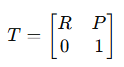 T = [ R P
0 1 ]